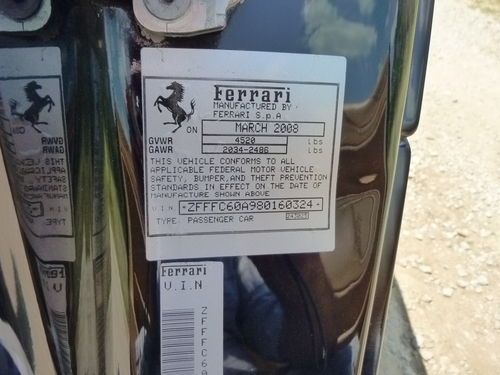 Ferrari
MANUFACTURED BY
FERRARI S.p.A
ON MARCH 2008
GVWR 4520 Lbs
GAWR 2034-2486 Lbs
THIS VEHICLE CONFORMS TO ALL
APPLICABLE FEDERAL MOTOR VEHICLE
SAFETY, BUMPER, AND THEFT PREVENTION
STANDARDS IN EFFECT ON THE DATE OF
MANUFACTURE SHOWN ABOVE
V.I.N -ZFFFC60A980160324-
TYPE: PASSENGER CAR
Ferrari
V.I.N
ZFFFC60